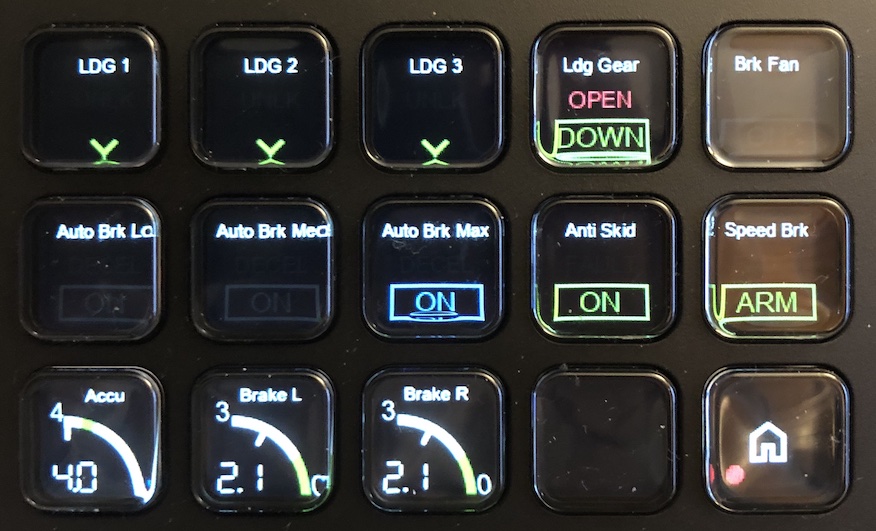 LDG 1
LDG 2
LDG 3
Ldg Gear
OPEN
DOWN
Brk Fan
Auto Brk Lo
ON
Auto Brk Med
ON
Auto Brk Max
ON
Anti Skid
ON
Speed Brk
ARM
Accu
4
4.0
Brake L
3
2.1
0
Brake R
3
2.1
0